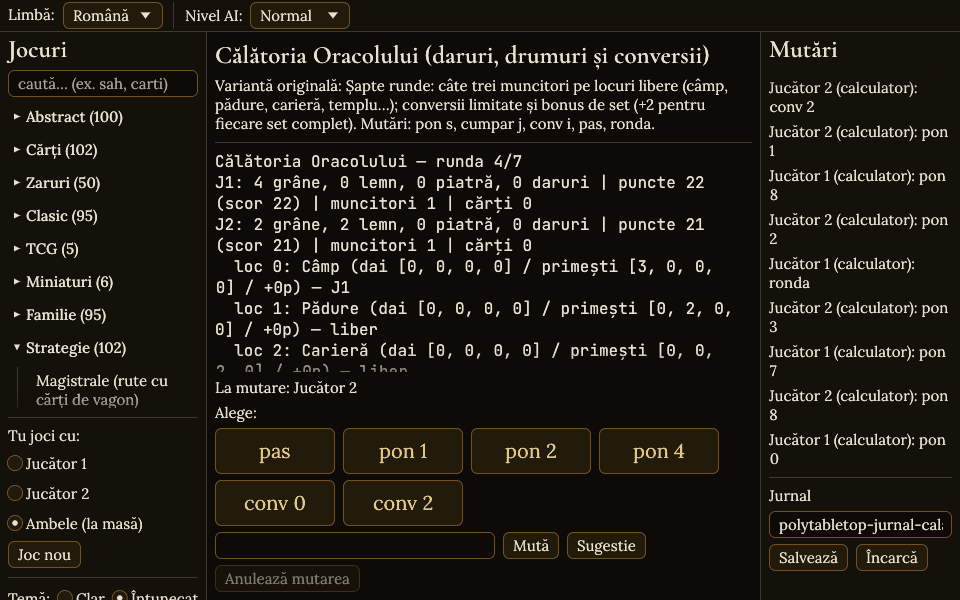 Limbă: Română ▼ Nivel AI: Normal ▼
Jocuri
caută... (ex. sah, carti)
▸ Abstract (100)
▸ Cărți (102)
▸ Zaruri (50)
▸ Clasic (95)
▸ TCG (5)
▸ Miniaturi (6)
▸ Familie (95)
▾ Strategie (102)
Magistrale (rute cu
cărți de vagon)
Tu joci cu:
Jucător 1
Jucător 2
Ambele (la masă)
Joc nou
Temă: Clar Întunecat
Călătoria Oracolului (daruri, drumuri și conversii)
Variantă originală: Șapte runde: câte trei muncitori pe locuri libere (câmp,
pădure, carieră, templu...); conversii limitate și bonus de set (+2 pentru
fiecare set complet). Mutări: pon s, cumpar j, conv i, pas, ronda.
Călătoria Oracolului — runda 4/7
J1: 4 grâne, 0 lemn, 0 piatră, 0 daruri | puncte 22
(scor 22) | muncitori 1 | cărți 0
J2: 2 grâne, 2 lemn, 0 piatră, 0 daruri | puncte 21
(scor 21) | muncitori 1 | cărți 0
loc 0: Câmp (dai [0, 0, 0, 0] / primești [3, 0, 0,
0] / +0p) — J1
loc 1: Pădure (dai [0, 0, 0, 0] / primești [0, 2, 0,
0] / +0p) — liber
loc 2: Carieră (dai [0, 0, 0, 0] / primești [0, 0,
2, 0] / +0p) — liber
La mutare: Jucător 2
Alege:
pas pon 1 pon 2 pon 4
conv 0 conv 2
Mută Sugestie
Anulează mutarea
Mutări
Jucător 2 (calculator):
conv 2
Jucător 2 (calculator): pon
1
Jucător 1 (calculator): pon
8
Jucător 2 (calculator): pon
2
Jucător 1 (calculator):
ronda
Jucător 2 (calculator): pon
3
Jucător 1 (calculator): pon
7
Jucător 2 (calculator): pon
8
Jucător 1 (calculator): pon
0
Jurnal
polytabletop-jurnal-cal
Salvează Încarcă